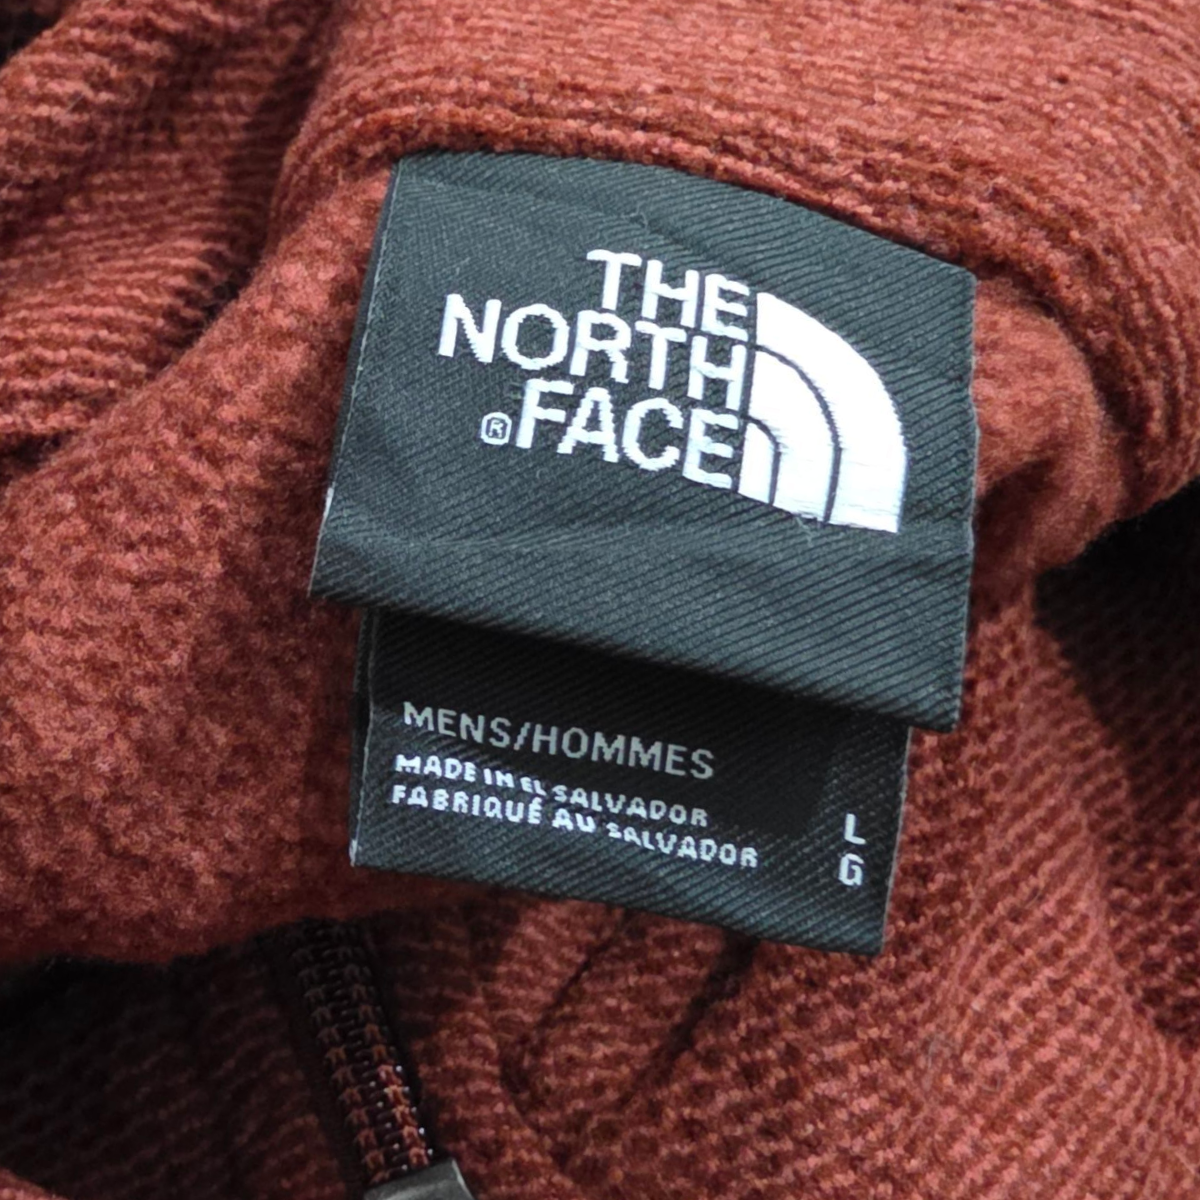 THE
NORTH
®FACE
MENS/HOMMES
MADE IN EL SALVADOR
FABRIQUÉ AU SALVADOR
L
G